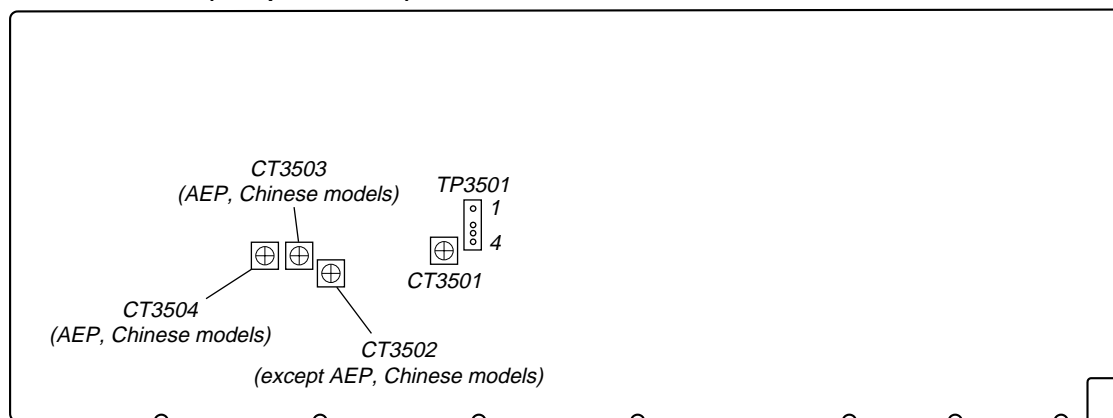 CT3503
(AEP, Chinese models)
TP3501
1
4
CT3501
CT3504
(AEP, Chinese models)
CT3502
(except AEP, Chinese models)